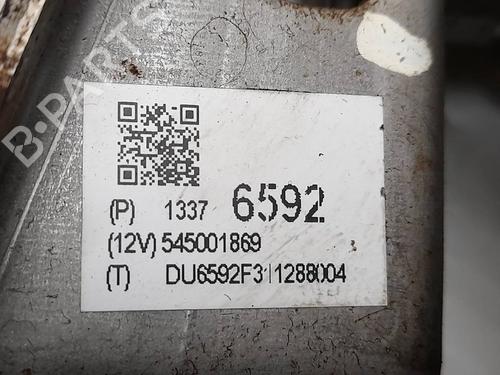 B-PARTS
(P) 1337 6592
(12V) 545001869
(T) DU6592F311288004